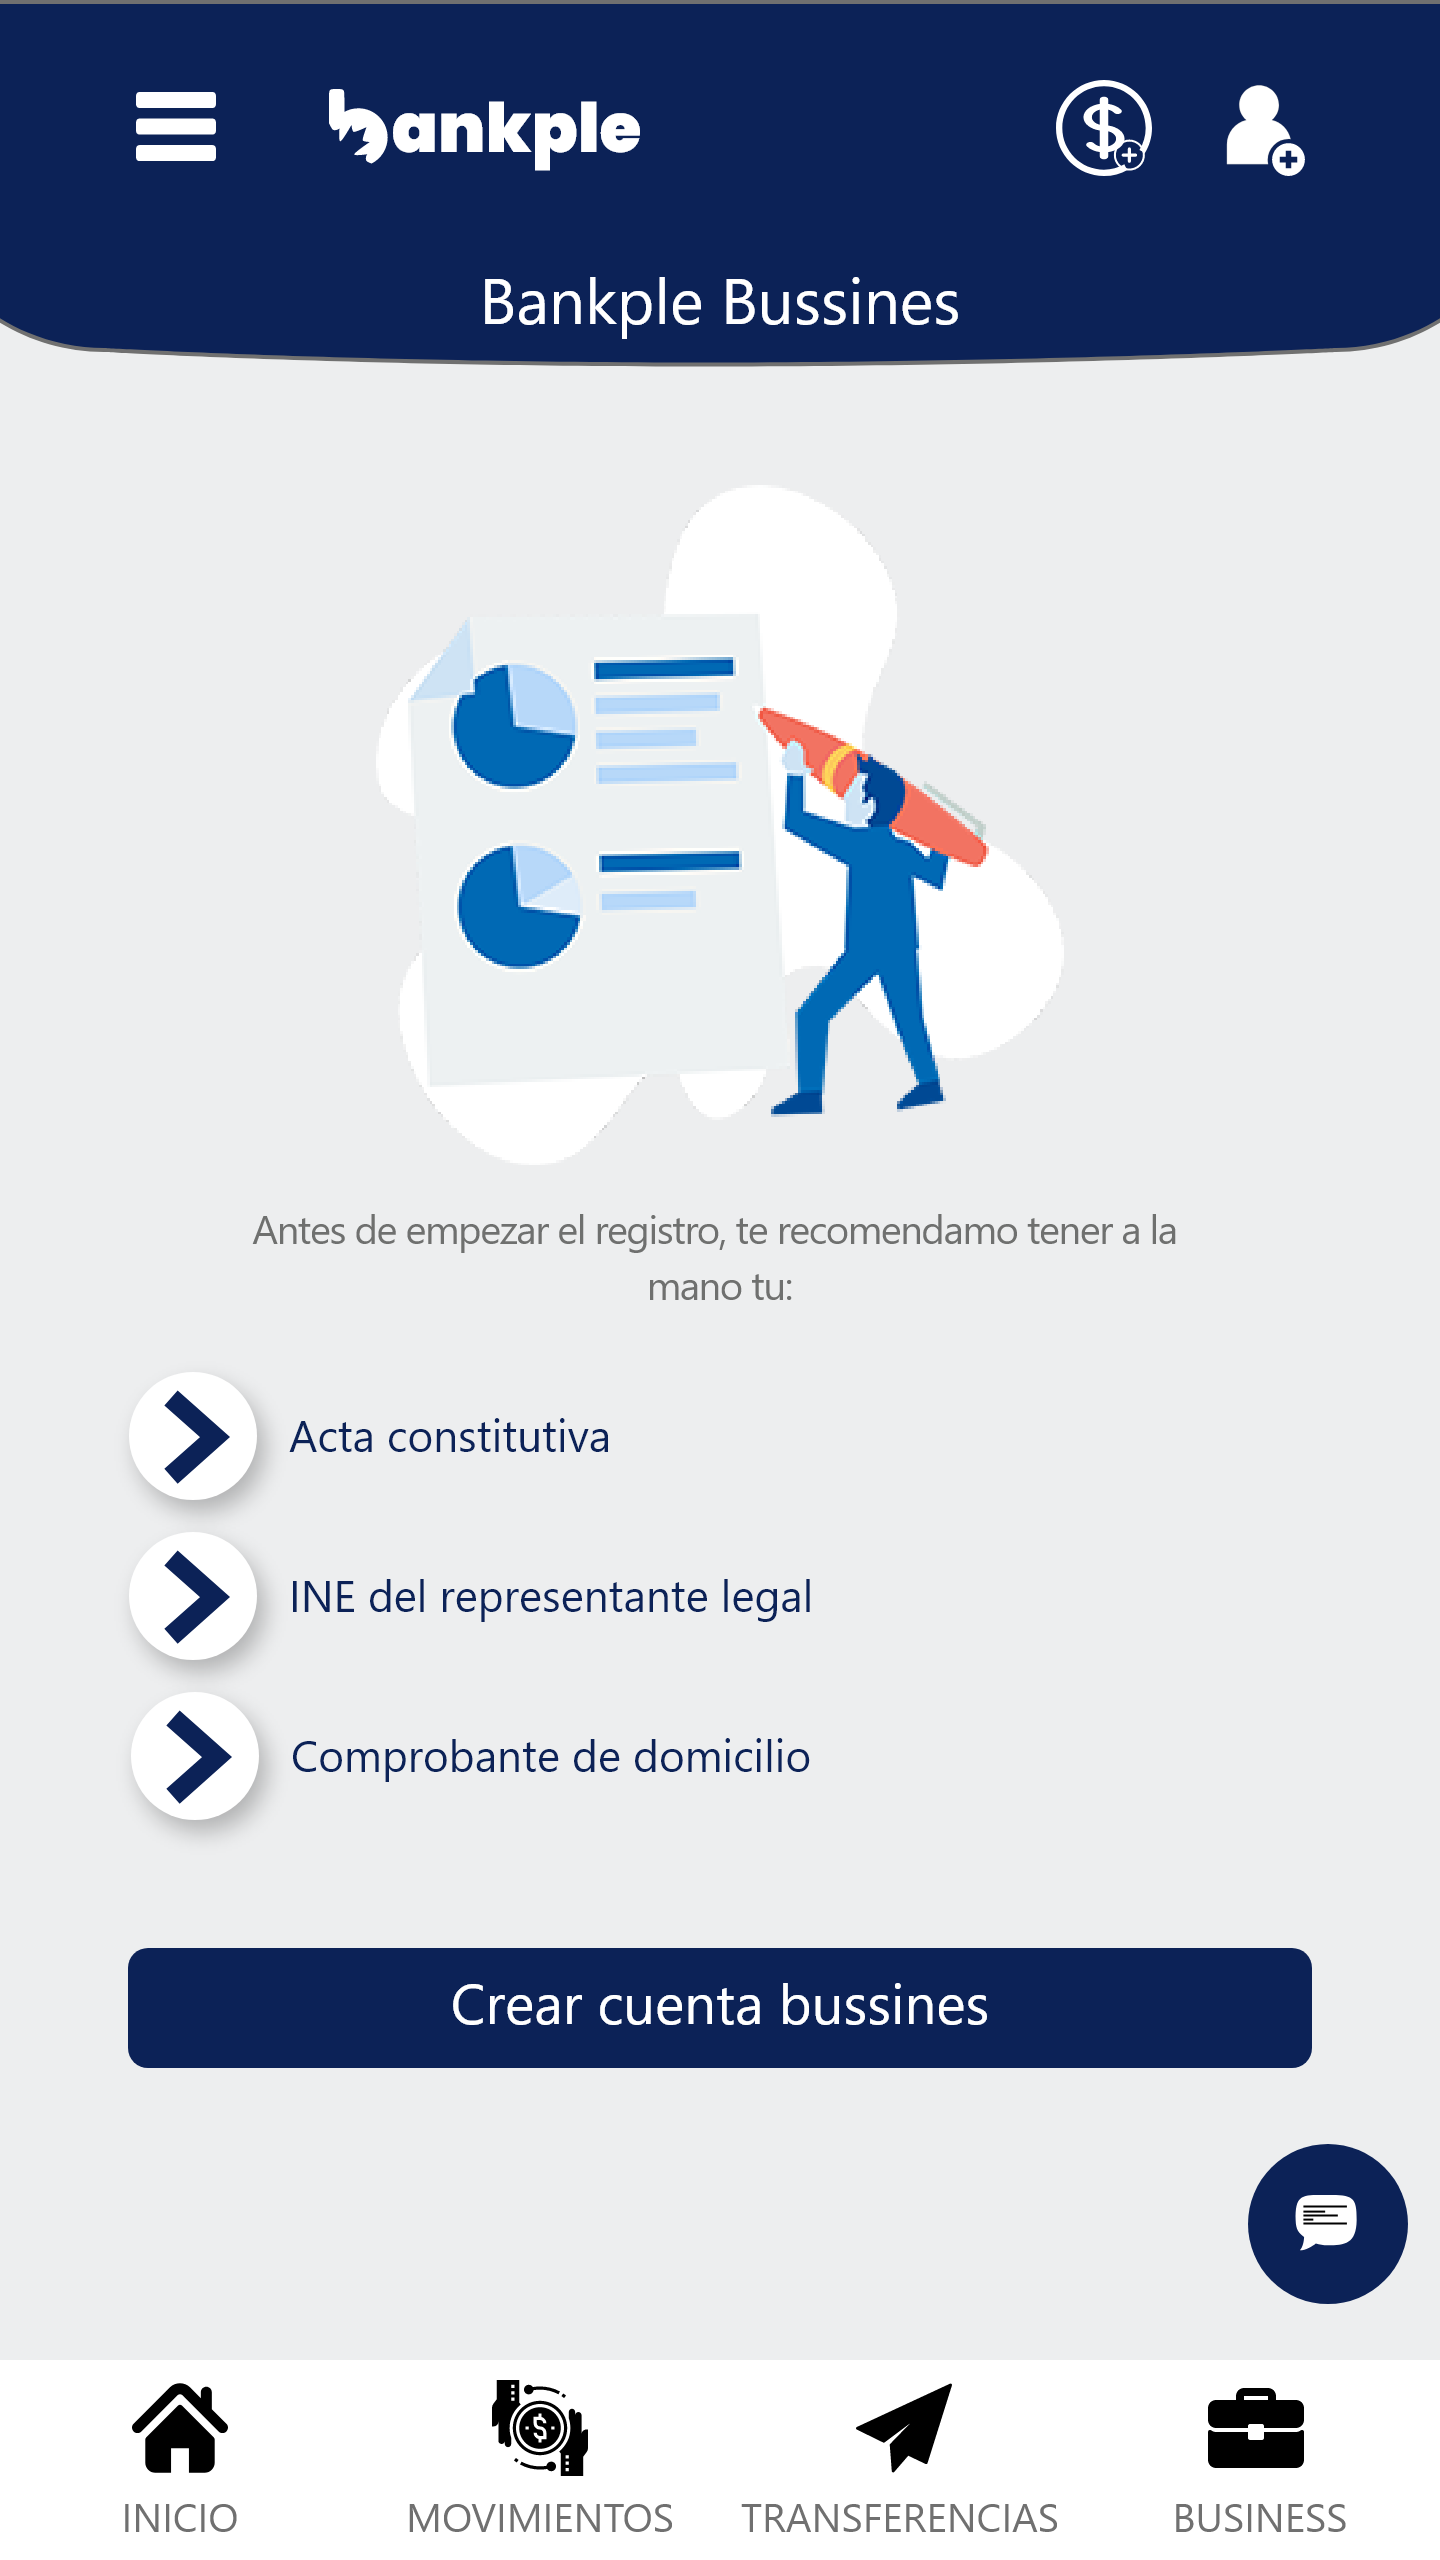 bankple
Bankple Bussines
Antes de empezar el registro, te recomendamo tener a la
mano tu:
Acta constitutiva
INE del representante legal
Comprobante de domicilio
Crear cuenta bussines
INICIO
MOVIMIENTOS
TRANSFERENCIAS
BUSINESS